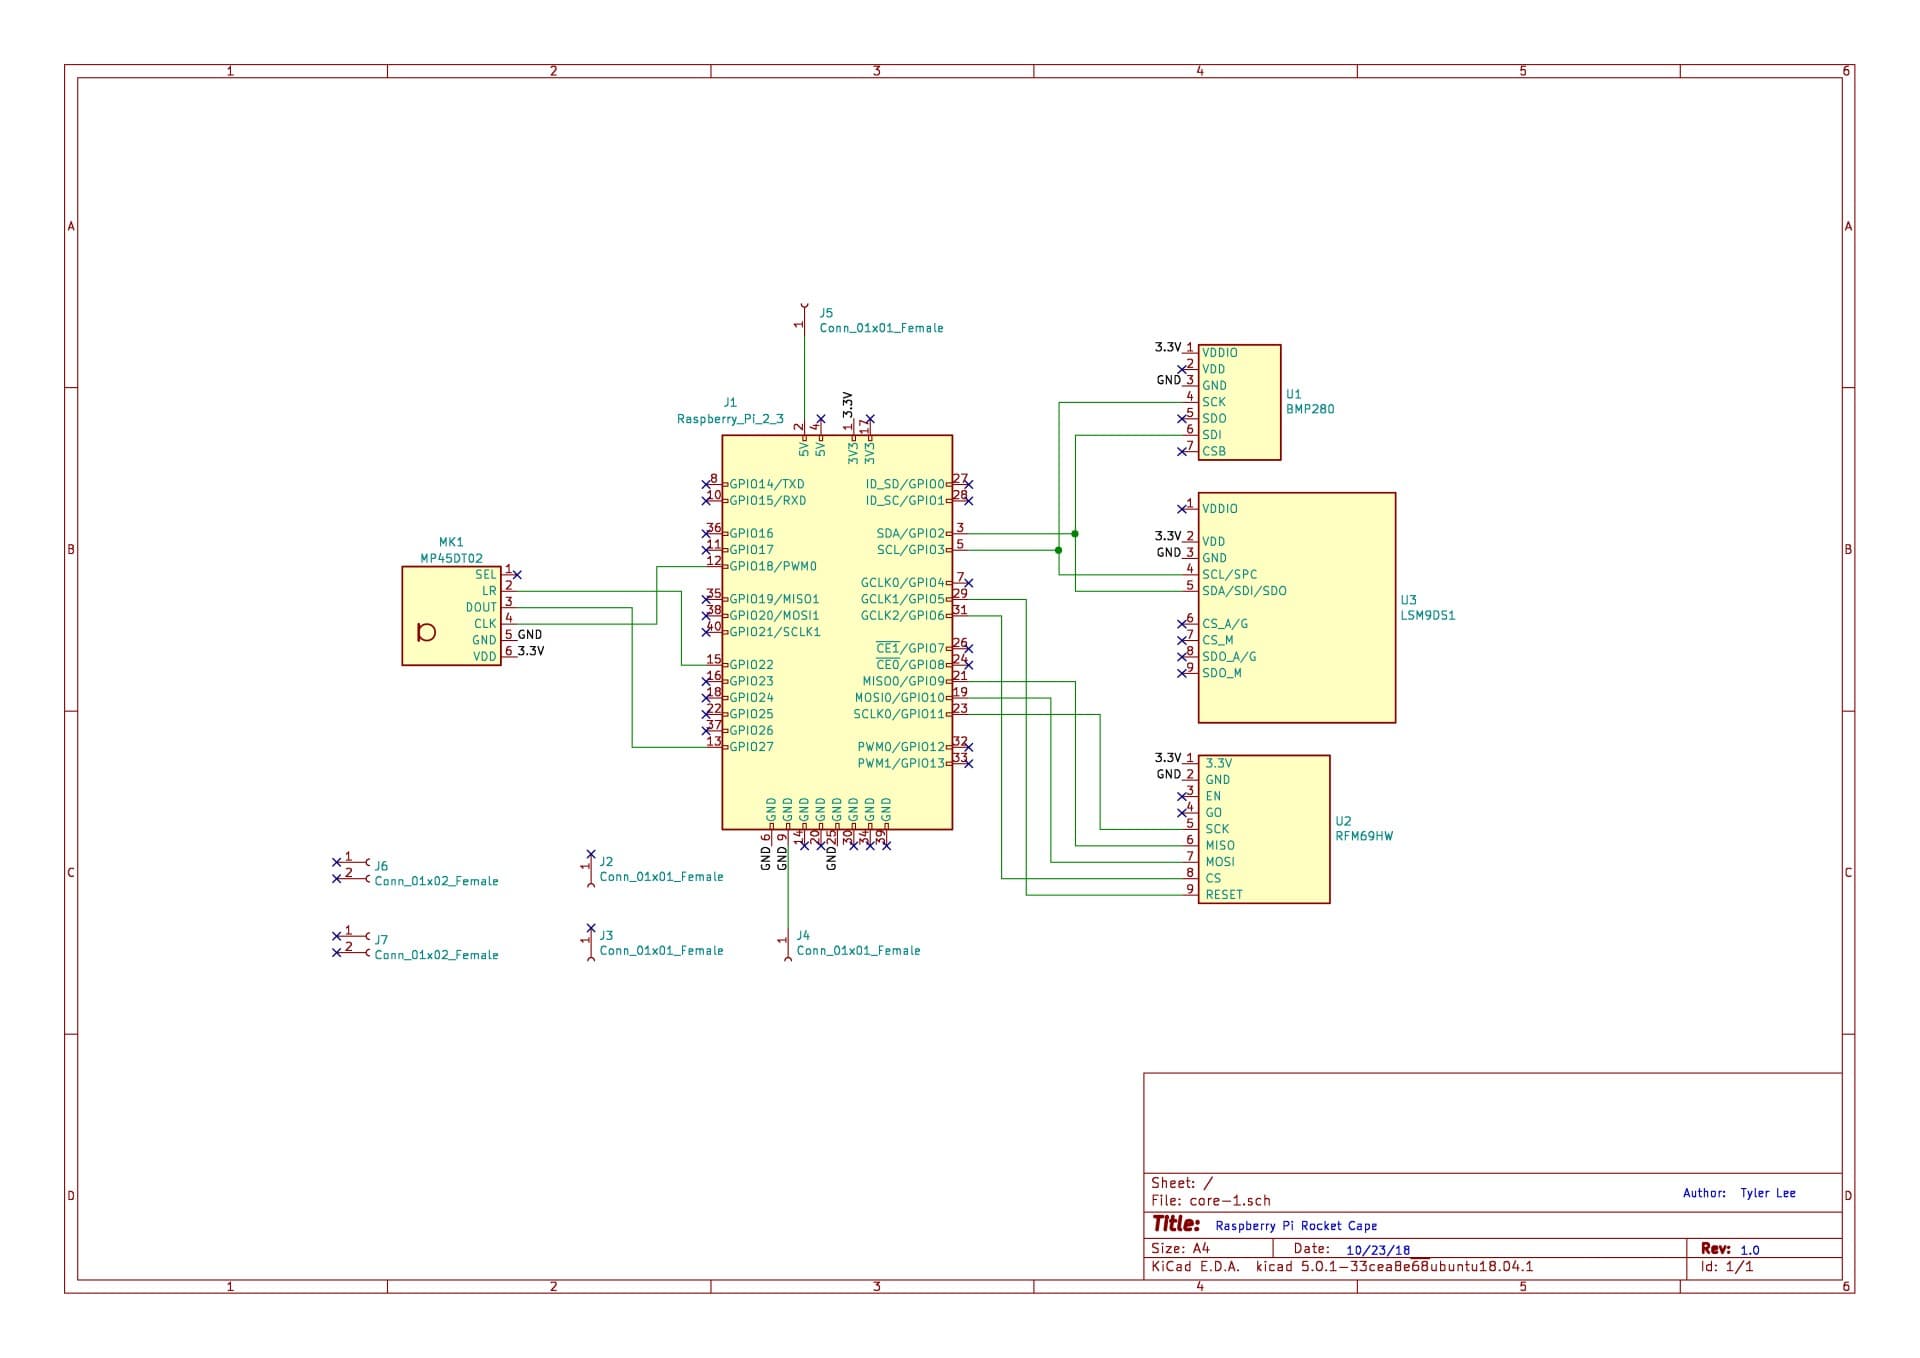 1 2 3 4 5 6
A
B
C
D
A
B
C
D
J5
Conn_01x01_Female
1
J1
Raspberry_Pi_2_3
3.3V
2 4 1 17
5V 5V 3V3 3V3
8 GPIO14/TXD
10 GPIO15/RXD
36 GPIO16
11 GPIO17
12 GPIO18/PWM0
35 GPIO19/MISO1
38 GPIO20/MOSI1
40 GPIO21/SCLK1
15 GPIO22
16 GPIO23
18 GPIO24
22 GPIO25
37 GPIO26
13 GPIO27
ID_SD/GPIO0 27
ID_SC/GPIO1 28
SDA/GPIO2 3
SCL/GPIO3 5
GCLK0/GPIO4 7
GCLK1/GPIO5 29
GCLK2/GPIO6 31
CE1/GPIO7 26
CE0/GPIO8 24
MISO0/GPIO9 21
MOSI0/GPIO10 19
SCLK0/GPIO11 23
PWM0/GPIO12 32
PWM1/GPIO13 33
GND GND GND GND GND GND GND GND
6 9 14 20 25 30 34 39
GND GND GND
MK1
MP45DT02
SEL 1
LR 2
DOUT 3
CLK 4
GND 5 GND
VDD 6 3.3V
3.3V 1 VDDIO
2 VDD
GND 3 GND
4 SCK
5 SDO
6 SDI
7 CSB
U1
BMP280
1 VDDIO
3.3V 2 VDD
GND 3 GND
4 SCL/SPC
5 SDA/SDI/SDO
6 CS_A/G
7 CS_M
8 SDO_A/G
9 SDO_M
U3
LSM9DS1
3.3V 1 3.3V
GND 2 GND
3 EN
4 GO
5 SCK
6 MISO
7 MOSI
8 CS
9 RESET
U2
RFM69HW
1
2
J6
Conn_01x02_Female
1
J2
Conn_01x01_Female
1
2
J7
Conn_01x02_Female
1
J3
Conn_01x01_Female
1
J4
Conn_01x01_Female
Sheet: /
File: core-1.sch
Author: Tyler Lee
Title: Raspberry Pi Rocket Cape
Size: A4 Date: 10/23/18 Rev: 1.0
KiCad E.D.A. kicad 5.0.1-33cea8e68ubuntu18.04.1 Id: 1/1
1 2 3 4 5 6